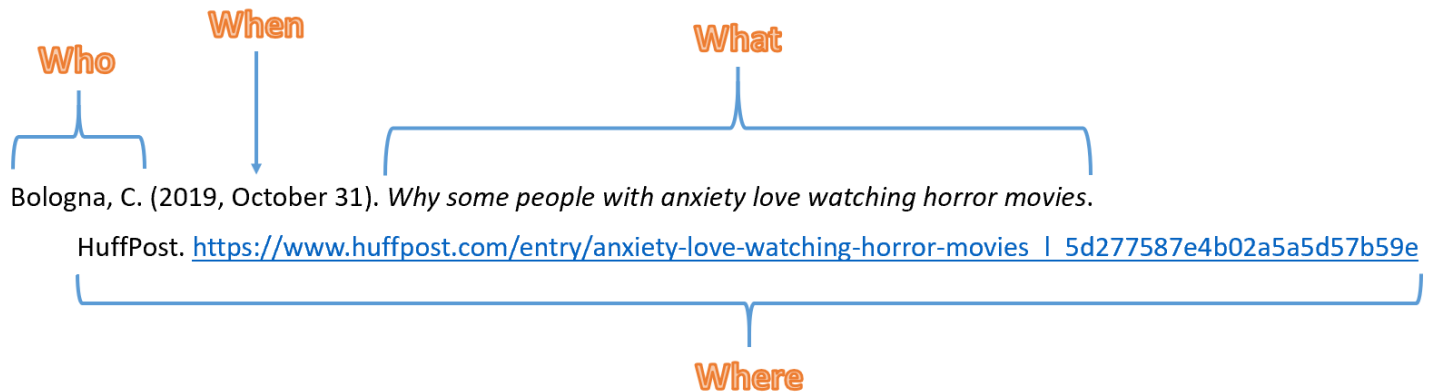 When
What
Who
Bologna, C. (2019, October 31). Why some people with anxiety love watching horror movies.
HuffPost. https://www.huffpost.com/entry/anxiety-love-watching-horror-movies_l_5d277587e4b02a5a5d57b59e
Where